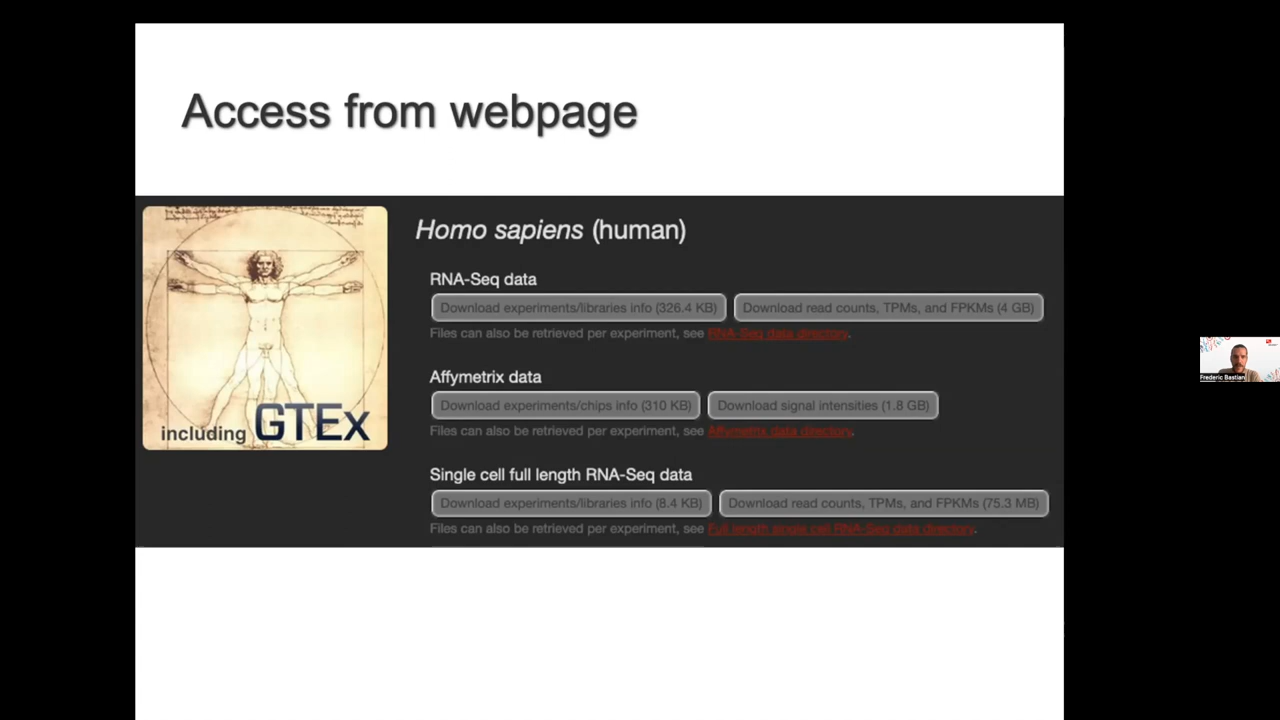 Access from webpage
Homo sapiens (human)
RNA-Seq data
Download experiments/libraries info (326.4 KB) Download read counts, TPMs, and FPKMs (4 GB)
Files can also be retrieved per experiment, see RNA-Seq data directory.
Affymetrix data
Download experiments/chips info (310 KB) Download signal intensities (1.8 GB)
Files can also be retrieved per experiment, see Affymetrix data directory.
including GTEx
Single cell full length RNA-Seq data
Download experiments/libraries info (8.4 KB) Download read counts, TPMs, and FPKMs (75.3 MB)
Files can also be retrieved per experiment, see Full length single cell RNA-Seq data directory.
Frederic Bastian